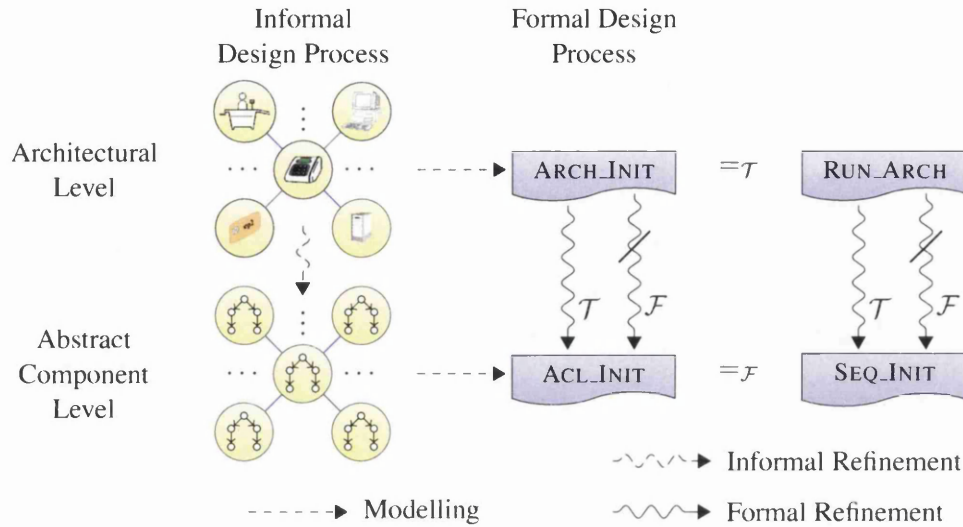 Informal
Design Process
Formal Design
Process
Architectural
Level
ARCH_INIT
=𝒯
RUN_ARCH
ep2
𝒯
ℱ
𝒯
ℱ
Abstract
Component
Level
ACL_INIT
=ℱ
SEQ_INIT
Informal Refinement
Modelling
Formal Refinement